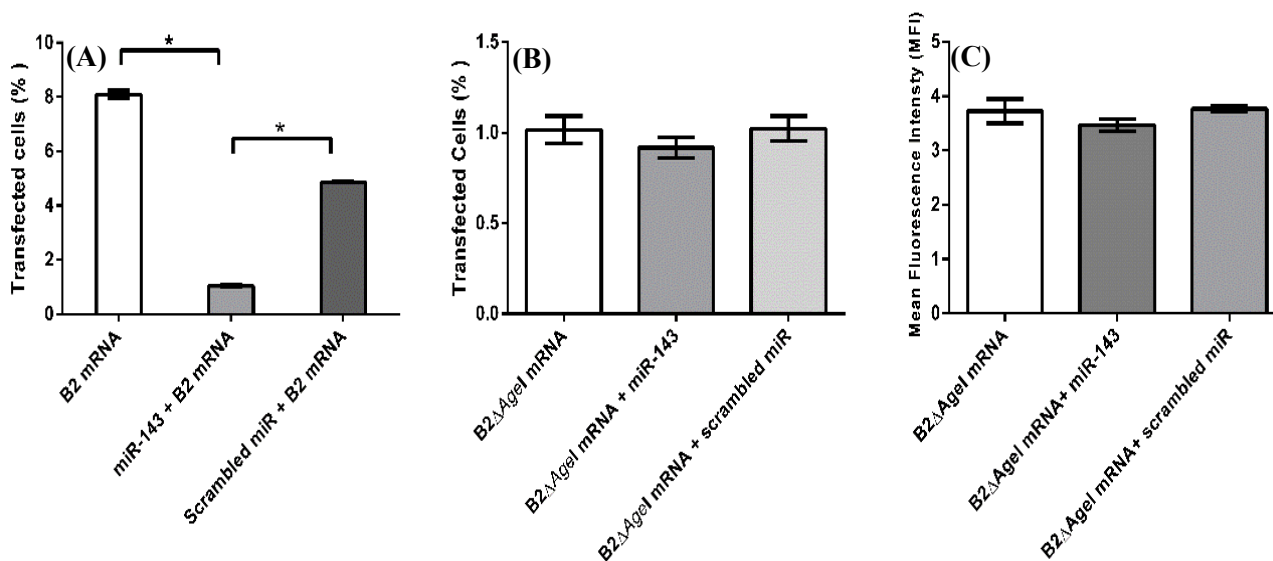 (A)
Transfected cells (%)
10
8
6
4
2
0
*
*
B2 mRNA
miR-143 + B2 mRNA
Scrambled miR + B2 mRNA
(B)
Transfected Cells (%)
1.5
1.0
0.5
0.0
B2ΔAgeI mRNA
B2ΔAgeI mRNA + miR-143
B2ΔAgeI mRNA + scrambled miR
(C)
Mean Fluorescence Intensty (MFI)
5
4
3
2
1
0
B2ΔAgeI mRNA
B2ΔAgeI mRNA+ miR-143
B2ΔAgeI mRNA+ scrambled miR